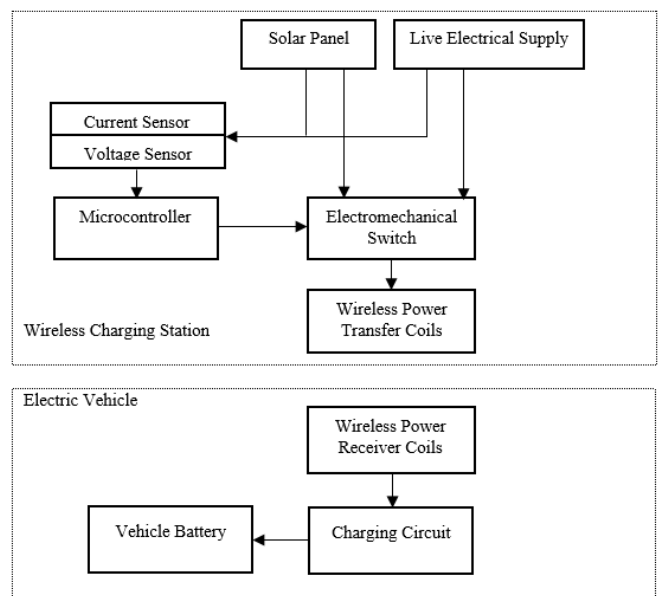 Solar Panel
Live Electrical Supply
Current Sensor
Voltage Sensor
Microcontroller
Electromechanical
Switch
Wireless Power
Transfer Coils
Wireless Charging Station
Electric Vehicle
Wireless Power
Receiver Coils
Vehicle Battery
Charging Circuit